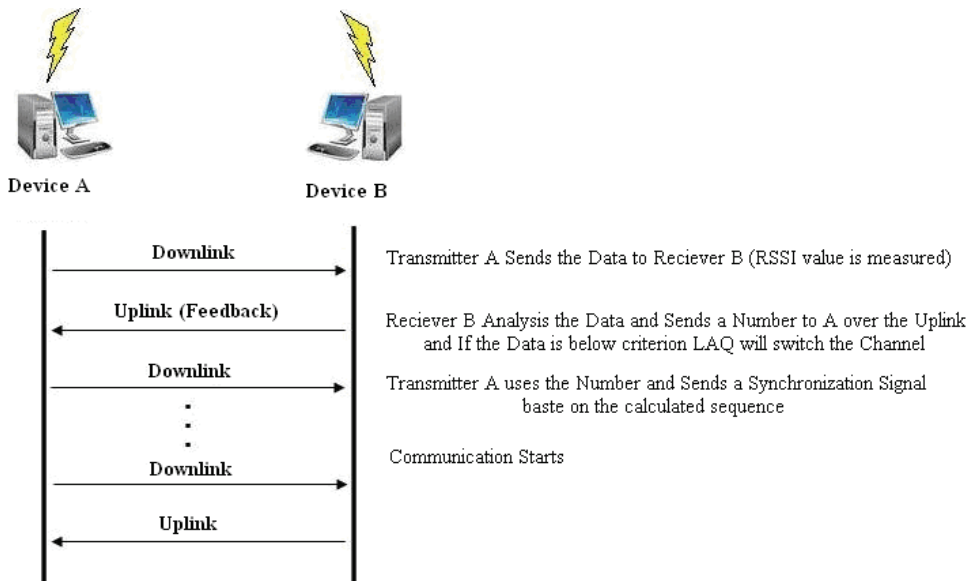 Device A
Device B
Downlink
Transmitter A Sends the Data to Reciever B (RSSI value is measured)
Uplink (Feedback)
Reciever B Analysis the Data and Sends a Number to A over the Uplink
and If the Data is below criterion LAQ will switch the Channel
Downlink
Transmitter A uses the Number and Sends a Synchronization Signal
baste on the calculated sequence
Communication Starts
Downlink
Uplink